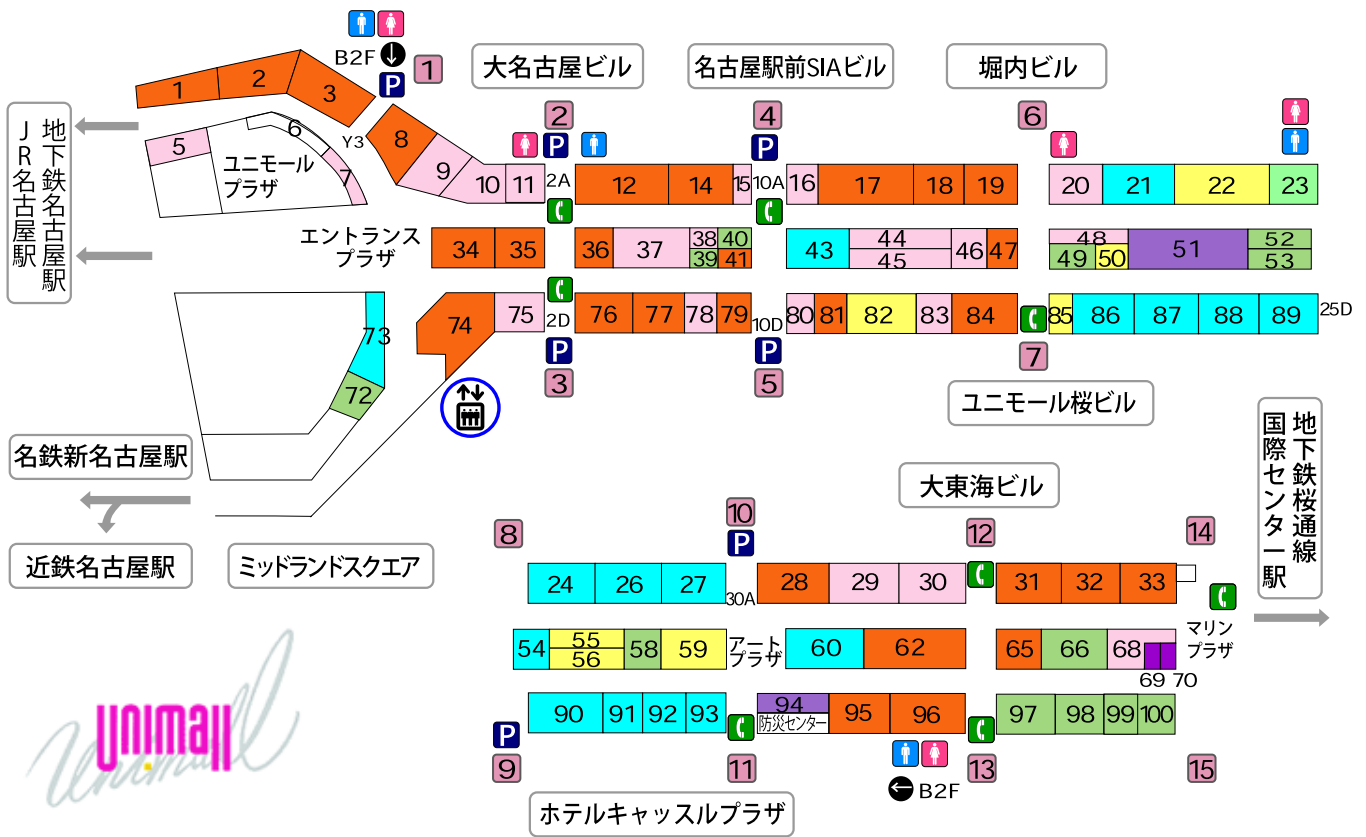 B2F
P
1
大名古屋ビル
名古屋駅前SIAビル
堀内ビル
2
4
6
P
P
地下鉄名古屋駅
JR名古屋駅
1
2
3
5
6
7
ユニモール
プラザ
Y3
8
9
10
11
2A
12
14
15
10A
16
17
18
19
20
21
22
23
エントランス
プラザ
34
35
36
37
38
40
39
41
43
44
45
46
47
48
49
50
51
52
53
73
72
74
75
2D
76
77
78
79
10D
80
81
82
83
84
85
86
87
88
89
25D
P
P
3
5
7
ユニモール桜ビル
名鉄新名古屋駅
近鉄名古屋駅
ミッドランドスクエア
大東海ビル
地下鉄桜通線
国際センター駅
8
10
P
12
14
24
26
27
30A
28
29
30
31
32
33
54
55
56
58
59
アート
プラザ
60
62
65
66
68
69
70
マリン
プラザ
90
91
92
93
94
防災センター
95
96
97
98
99
100
P
9
11
13
15
B2F
ホテルキャッスルプラザ
unimall
unimall